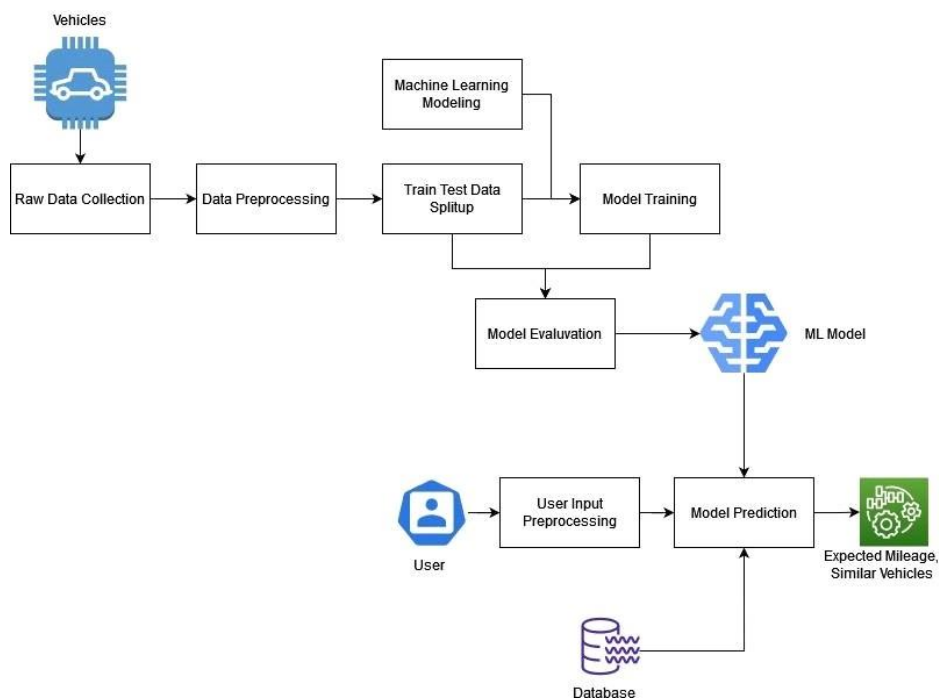 Vehicles
Machine Learning
Modeling
Raw Data Collection
Data Preprocessing
Train Test Data
Splitup
Model Training
Model Evaluvation
ML Model
User Input
Preprocessing
Model Prediction
User
Expected Mileage,
Similar Vehicles
Database